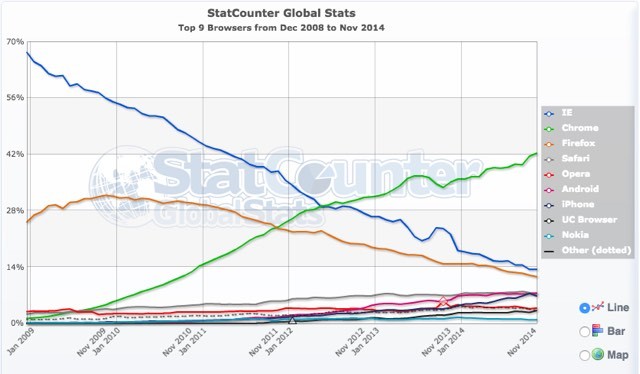 StatCounter Global Stats
Top 9 Browsers from Dec 2008 to Nov 2014
70%
56%
42%
28%
14%
0%
StatCounter
GlobalStats
Jan 2009
Nov 2009
Jan 2010
Nov 2010
Jan 2011
Nov 2011
Jan 2012
Nov 2012
Jan 2013
Nov 2013
Jan 2014
Nov 2014
IE
Chrome
Firefox
Safari
Opera
Android
iPhone
UC Browser
Nokia
Other (dotted)
Line
Bar
Map